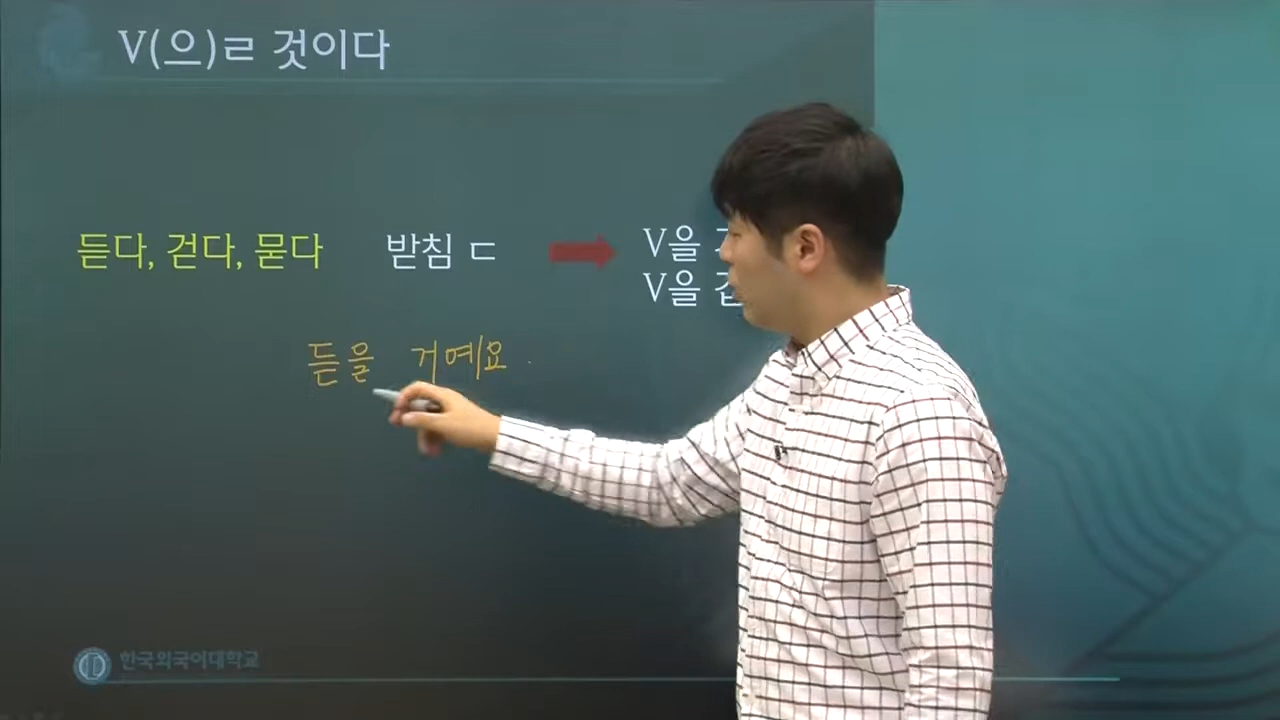 V(으)ㄹ 것이다
듣다, 걷다, 묻다 받침 ㄷ V을
V을
듣을 거예요.
한국외국어대학교